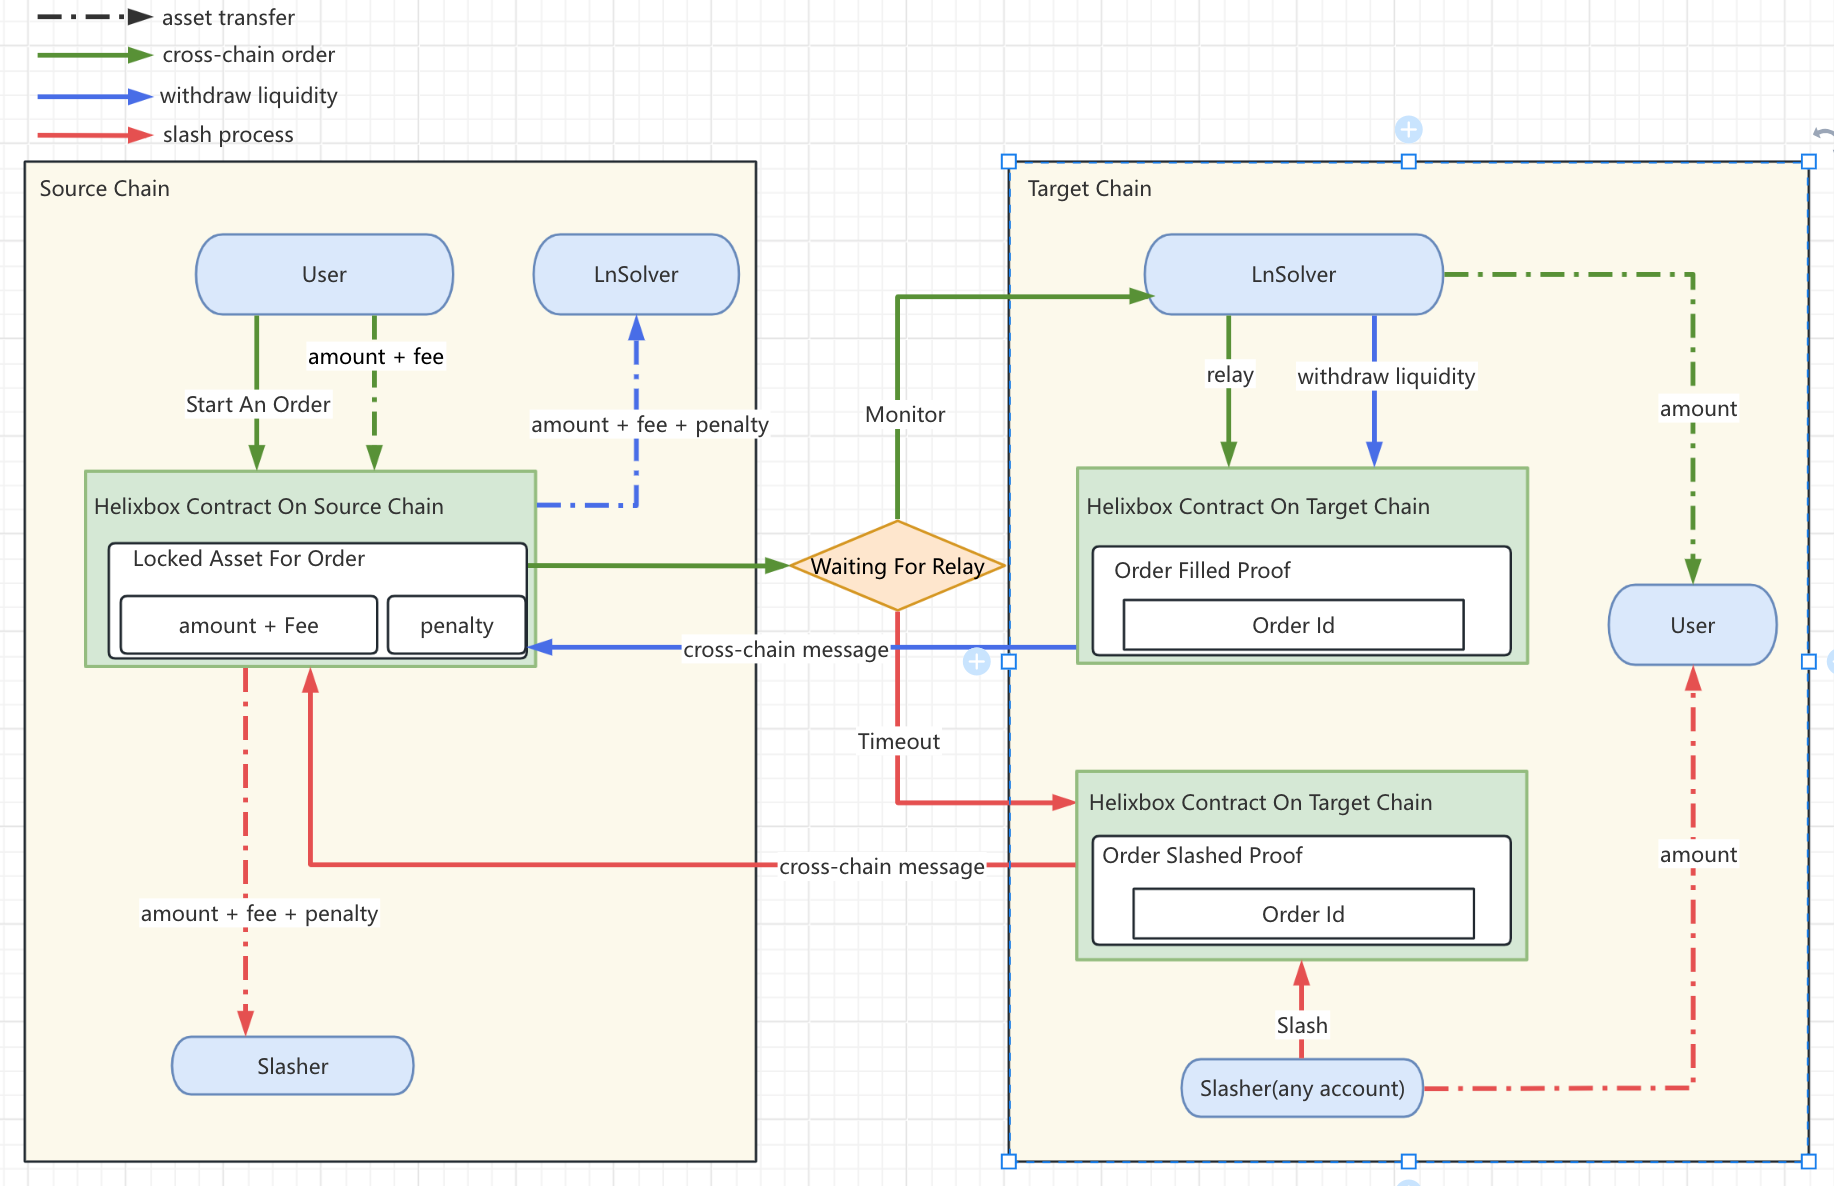 asset transfer
cross-chain order
withdraw liquidity
slash process
Source Chain
User
LnSolver
amount + fee
Start An Order
amount + fee + penalty
Helixbox Contract On Source Chain
Locked Asset For Order
amount + Fee
penalty
amount + fee + penalty
Slasher
Monitor
Waiting For Relay
cross-chain message
Timeout
cross-chain message
Target Chain
LnSolver
relay
withdraw liquidity
amount
Helixbox Contract On Target Chain
Order Filled Proof
Order Id
User
Helixbox Contract On Target Chain
Order Slashed Proof
Order Id
amount
Slash
Slasher(any account)